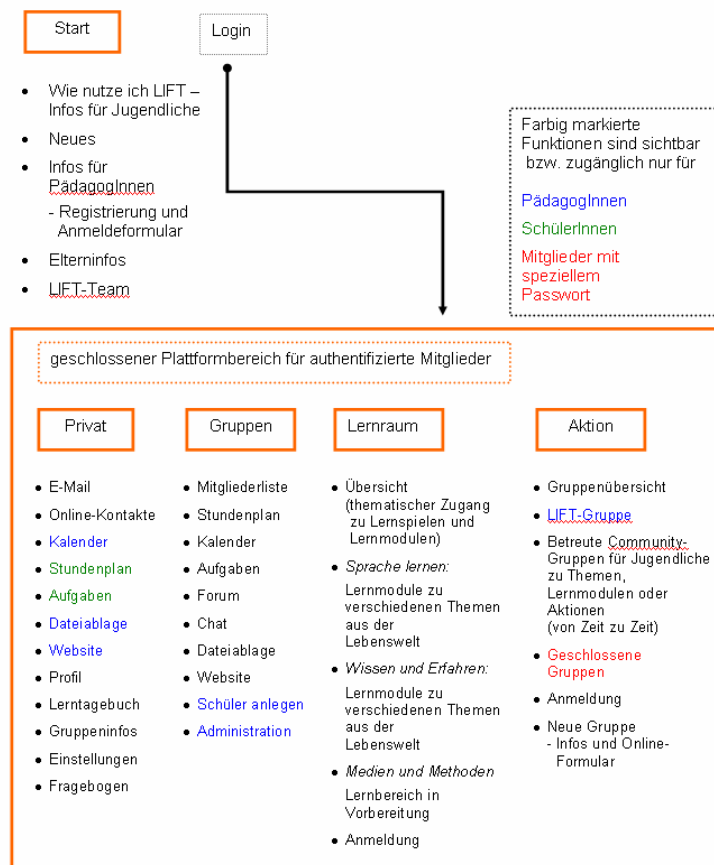 Start
Login
• Wie nutze ich LIFT –
Infos für Jugendliche
• Neues
• Infos für
PädagogInnen
- Registrierung und
Anmeldeformular
• Elterninfos
• LIFT-Team
Farbig markierte
Funktionen sind sichtbar
bzw. zugänglich nur für
PädagogInnen
SchülerInnen
Mitglieder mit
speziellem
Passwort
geschlossener Plattformbereich für authentifizierte Mitglieder
Privat
• E-Mail
• Online-Kontakte
• Kalender
• Stundenplan
• Aufgaben
• Dateiablage
• Website
• Profil
• Lerntagebuch
• Gruppeninfos
• Einstellungen
• Fragebogen
Gruppen
• Mitgliederliste
• Stundenplan
• Kalender
• Aufgaben
• Forum
• Chat
• Dateiablage
• Website
• Schüler anlegen
• Administration
Lernraum
• Übersicht
(thematischer Zugang
zu Lernspielen und
Lernmodulen)
• Sprache lernen:
Lernmodule zu
verschiedenen Themen
aus der
Lebenswelt
• Wissen und Erfahren:
Lernmodule zu
verschiedenen Themen
aus der
Lebenswelt
• Medien und Methoden
Lernbereich in
Vorbereitung
• Anmeldung
Aktion
• Gruppenübersicht
• LIFT-Gruppe
• Betreute Community-
Gruppen für Jugendliche
zu Themen,
Lernmodulen oder
Aktionen
(von Zeit zu Zeit)
• Geschlossene
Gruppen
• Anmeldung
• Neue Gruppe
- Infos und Online-
Formular